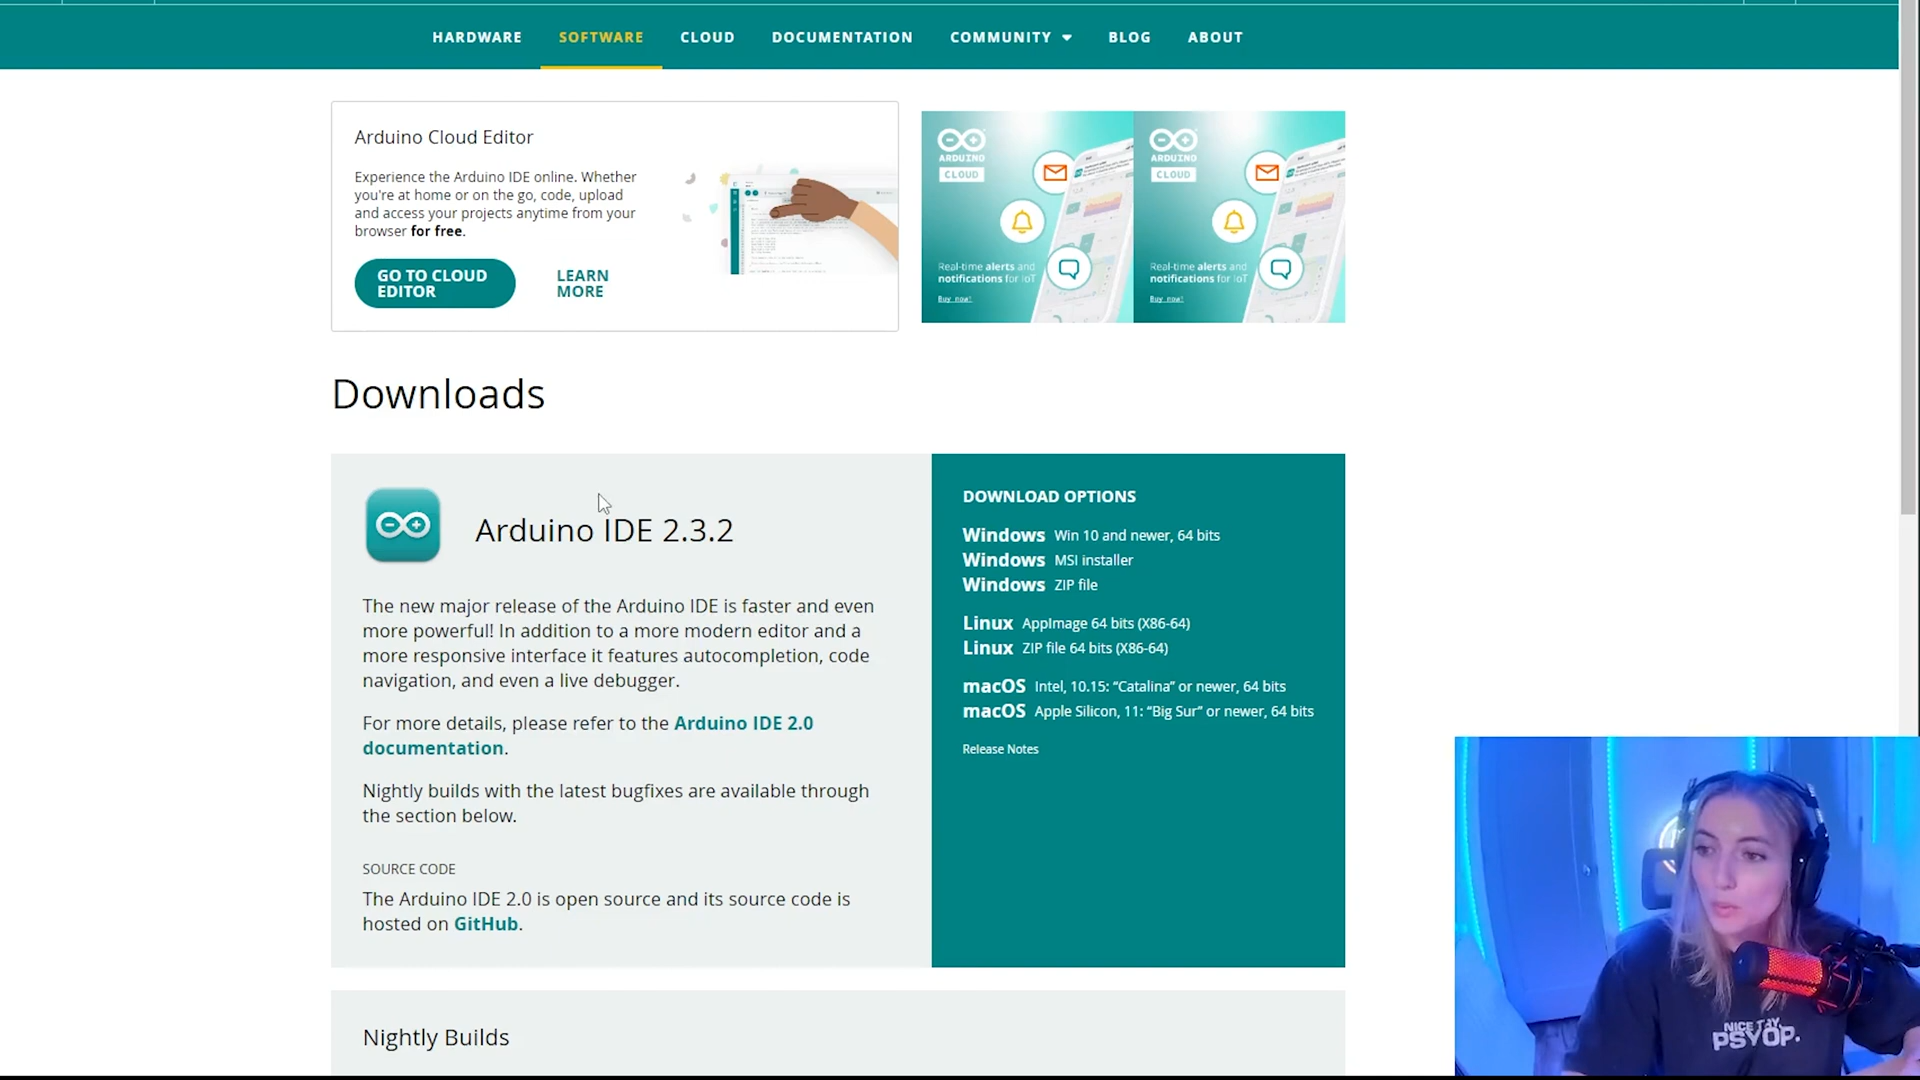 HARDWARE SOFTWARE CLOUD DOCUMENTATION COMMUNITY BLOG ABOUT
Arduino Cloud Editor
Experience the Arduino IDE online. Whether
you're at home or on the go, code, upload
and access your projects anytime from your
browser for free.
GO TO CLOUD
EDITOR
LEARN
MORE
ARDUINO
CLOUD
Real-time alerts and
notifications for IoT
Buy now!
ARDUINO
CLOUD
Real-time alerts and
notifications for IoT
Buy now!
Downloads
Arduino IDE 2.3.2
The new major release of the Arduino IDE is faster and even
more powerful! In addition to a more modern editor and a
more responsive interface it features autocompletion, code
navigation, and even a live debugger.
For more details, please refer to the Arduino IDE 2.0
documentation.
Nightly builds with the latest bugfixes are available through
the section below.
SOURCE CODE
The Arduino IDE 2.0 is open source and its source code is
hosted on GitHub.
DOWNLOAD OPTIONS
Windows Win 10 and newer, 64 bits
Windows MSI installer
Windows ZIP file
Linux AppImage 64 bits (X86-64)
Linux ZIP file 64 bits (X86-64)
macOS Intel, 10.15: “Catalina” or newer, 64 bits
macOS Apple Silicon, 11: “Big Sur” or newer, 64 bits
Release Notes
Nightly Builds
NICE TRY,
PSYOP.